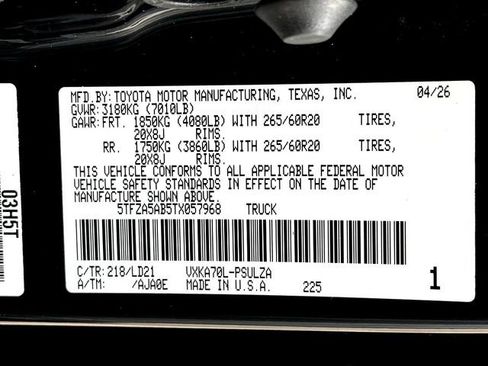 MFD.BY:TOYOTA MOTOR MANUFACTURING, TEXAS, INC. 04/26
GVWR:3180KG (7010LB)
GAWR:FRT. 1850KG (4080LB) WITH 265/60R20 TIRES,
20X8J RIMS.
RR. 1750KG (3860LB) WITH 265/60R20 TIRES,
20X8J RIMS.
THIS VEHICLE CONFORMS TO ALL APPLICABLE FEDERAL MOTOR
VEHICLE SAFETY STANDARDS IN EFFECT ON THE DATE OF
MANUFACTURE SHOWN ABOVE.
5TFZA5AB5TX057968 TRUCK
C/TR:218/LD21 VXKA70L-PSULZA
A/TM: /AJA0E MADE IN U.S.A. 225
1
03H5T